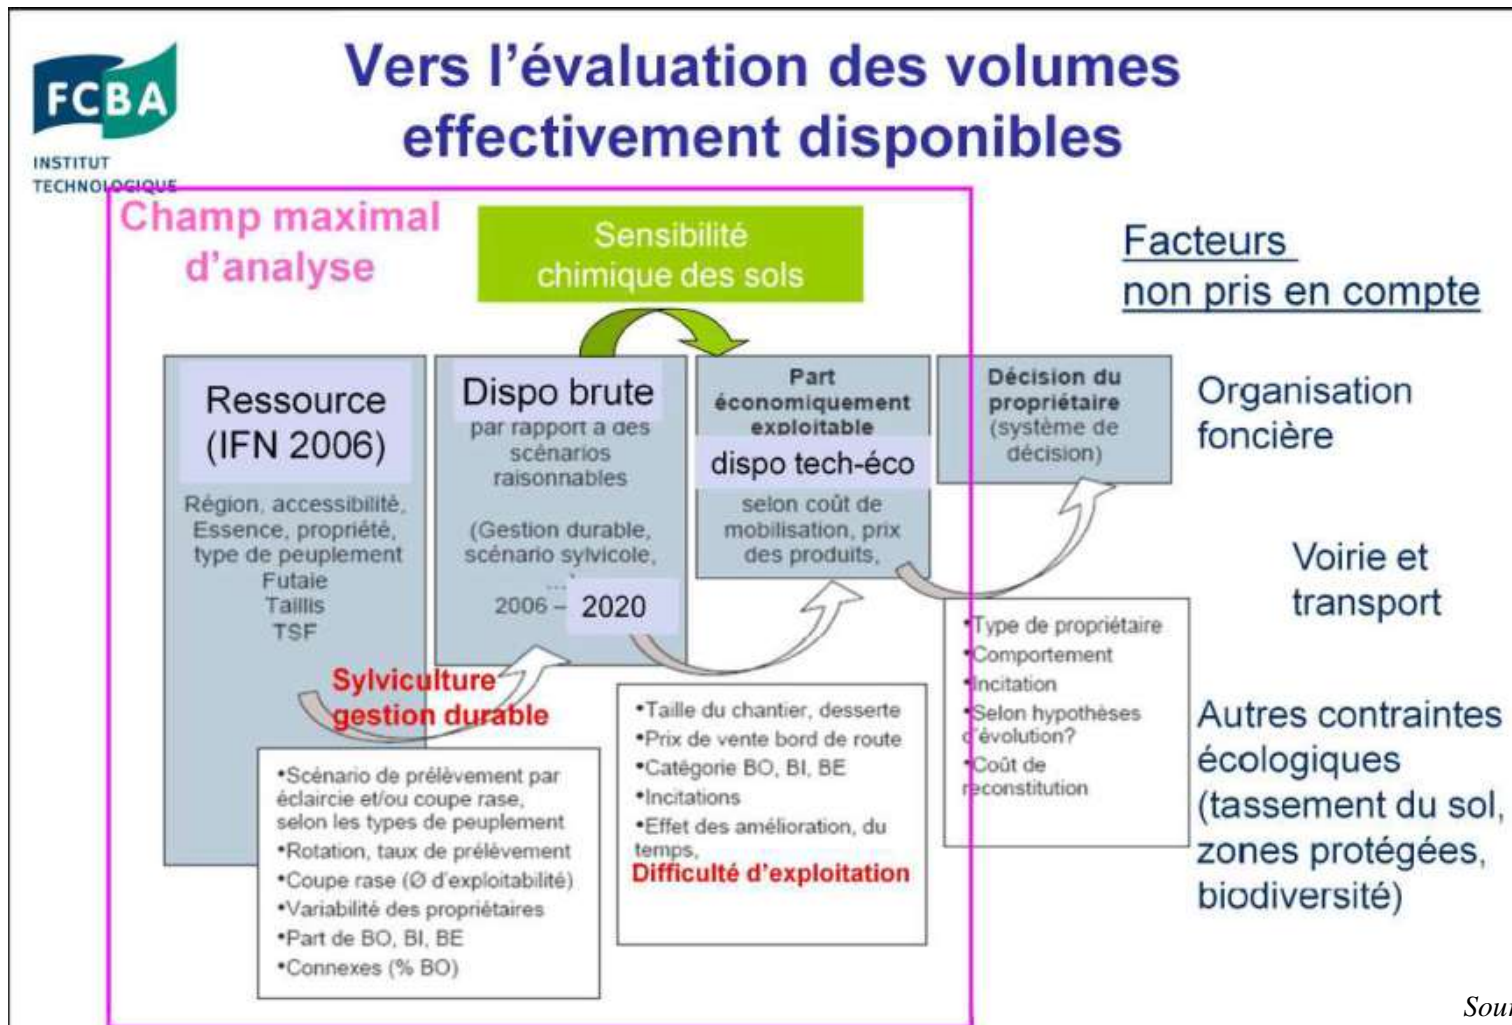 FCBA
INSTITUT
TECHNOLOGIQUE
Vers l'évaluation des volumes
effectivement disponibles
Champ maximal
d'analyse
Sensibilité
chimique des sols
Facteurs
non pris en compte
Ressource
(IFN 2006)
Région, accessibilité,
Essence, propriété,
type de peuplement
Futaie
Taillis
TSF
Dispo brute
par rapport a des
scénarios
raisonnables
(Gestion durable,
scénario sylvicole,
2006 – 2020
Part
économiquement
exploitable
dispo tech-éco
selon coût de
mobilisation, prix
des produits,
Décision du
propriétaire
(système de
décision)
Organisation
foncière
Voirie et
transport
Autres contraintes
écologiques
(tassement du sol,
zones protégées,
biodiversité)
Sylviculture
gestion durable
•Scénario de prélèvement par
éclaircie et/ou coupe rase,
selon les types de peuplement
•Rotation, taux de prélèvement
•Coupe rase (Ø d'exploitabilité)
•Variabilité des propriétaires
•Part de BO, BI, BE
•Connexes (% BO)
•Taille du chantier, desserte
•Prix de vente bord de route
•Catégorie BO, BI, BE
•Incitations
•Effet des amélioration, du
temps,
Difficulté d'exploitation
•Type de propriétaire
•Comportement
•Incitation
•Selon hypothèses
d'évolution?
•Coût de
reconstitution